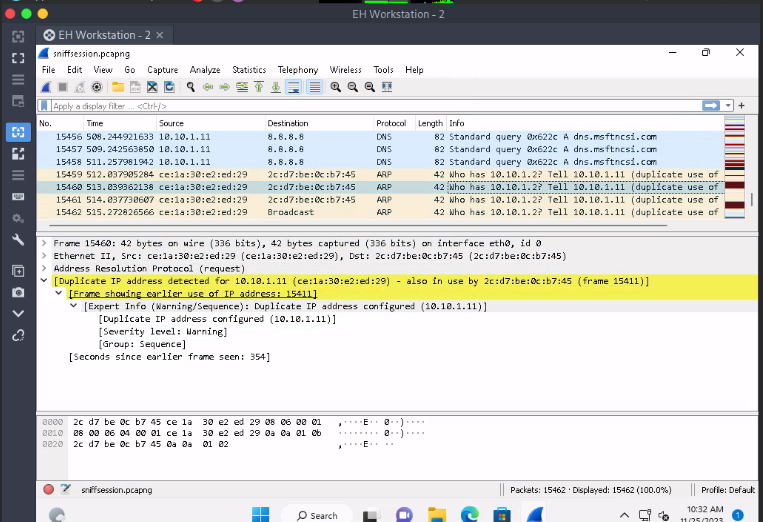 EH Workstation - 2
EH Workstation - 2 ×
sniffsession.pcapng
File Edit View Go Capture Analyze Statistics Telephony Wireless Tools Help
Apply a display filter ... <Ctrl-/>
No. Time Source Destination Protocol Length Info
15456 508.244921633 10.10.1.11 8.8.8.8 DNS 82 Standard query 0x622c A dns.msftncsi.com
15457 509.242563850 10.10.1.11 8.8.8.8 DNS 82 Standard query 0x622c A dns.msftncsi.com
15458 511.257981942 10.10.1.11 8.8.8.8 DNS 82 Standard query 0x622c A dns.msftncsi.com
15459 512.037905284 ce:1a:30:e2:ed:29 2c:d7:be:0c:b7:45 ARP 42 Who has 10.10.1.2? Tell 10.10.1.11 (duplicate use of
15460 513.039362138 ce:1a:30:e2:ed:29 2c:d7:be:0c:b7:45 ARP 42 Who has 10.10.1.2? Tell 10.10.1.11 (duplicate use of
15461 514.037730607 ce:1a:30:e2:ed:29 2c:d7:be:0c:b7:45 ARP 42 Who has 10.10.1.2? Tell 10.10.1.11 (duplicate use of
15462 515.272826566 ce:1a:30:e2:ed:29 Broadcast ARP 42 Who has 10.10.1.2? Tell 10.10.1.11 (duplicate use of
Frame 15460: 42 bytes on wire (336 bits), 42 bytes captured (336 bits) on interface eth0, id 0
Ethernet II, Src: ce:1a:30:e2:ed:29 (ce:1a:30:e2:ed:29), Dst: 2c:d7:be:0c:b7:45 (2c:d7:be:0c:b7:45)
Address Resolution Protocol (request)
[Duplicate IP address detected for 10.10.1.11 (ce:1a:30:e2:ed:29) - also in use by 2c:d7:be:0c:b7:45 (frame 15411)]
[Frame showing earlier use of IP address: 15411]
[Expert Info (Warning/Sequence): Duplicate IP address configured (10.10.1.11)]
[Duplicate IP address configured (10.10.1.11)]
[Severity level: Warning]
[Group: Sequence]
[Seconds since earlier frame seen: 354]
0000 2c d7 be 0c b7 45 ce 1a 30 e2 ed 29 08 06 00 01 ,····E·· 0··)····
0010 08 00 06 04 00 01 ce 1a 30 e2 ed 29 0a 0a 01 0b ········ 0··)····
0020 2c d7 be 0c b7 45 0a 0a 01 02 ,····E·· ··
sniffsession.pcapng Packets: 15462 · Displayed: 15462 (100.0%) Profile: Default
Search
10:32 AM
11/25/2023
1